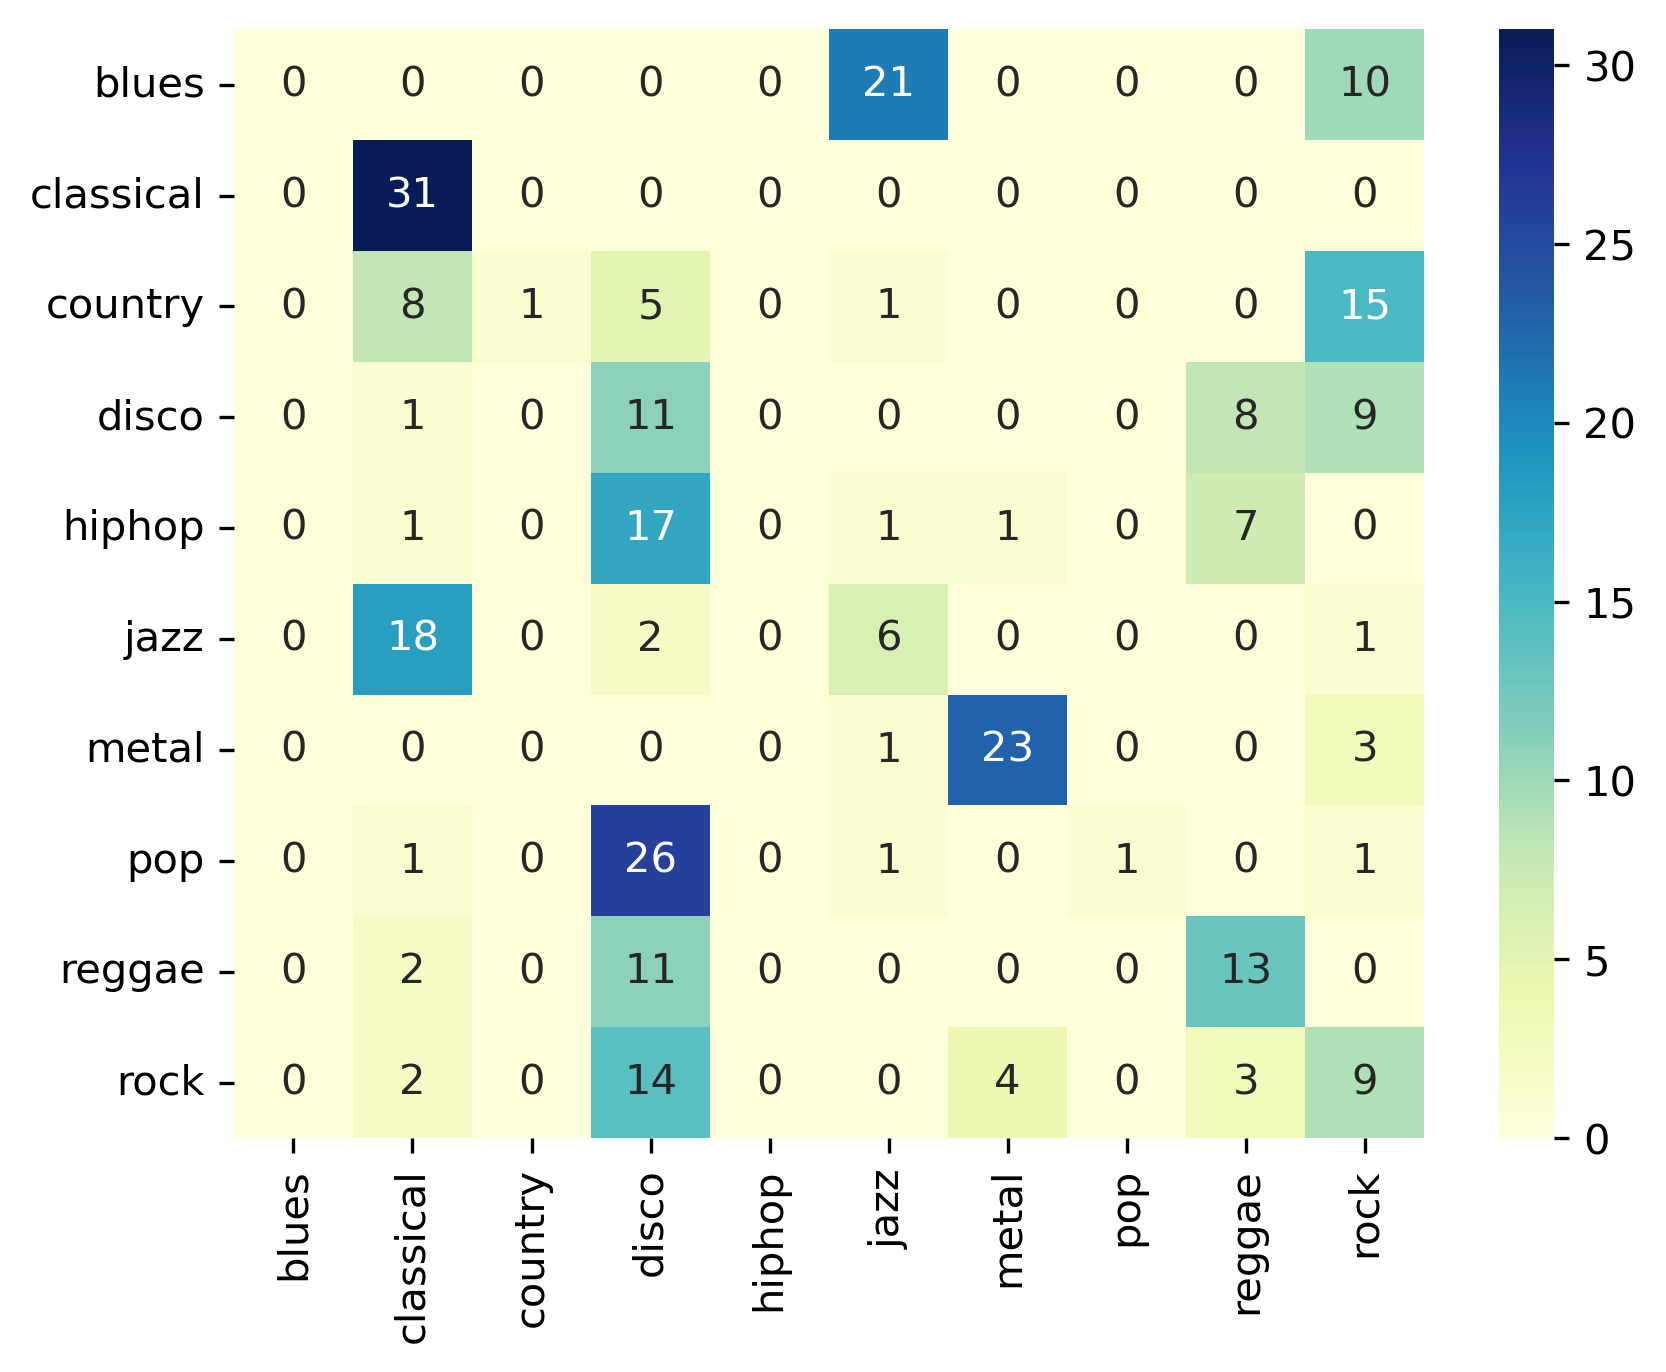 blues 0 0 0 0 0 21 0 0 0 10
classical 0 31 0 0 0 0 0 0 0 0
country 0 8 1 5 0 1 0 0 0 15
disco 0 1 0 11 0 0 0 0 8 9
hiphop 0 1 0 17 0 1 1 0 7 0
jazz 0 18 0 2 0 6 0 0 0 1
metal 0 0 0 0 0 1 23 0 0 3
pop 0 1 0 26 0 1 0 1 0 1
reggae 0 2 0 11 0 0 0 0 13 0
rock 0 2 0 14 0 0 4 0 3 9
blues classical country disco hiphop jazz metal pop reggae rock
30
25
20
15
10
5
0